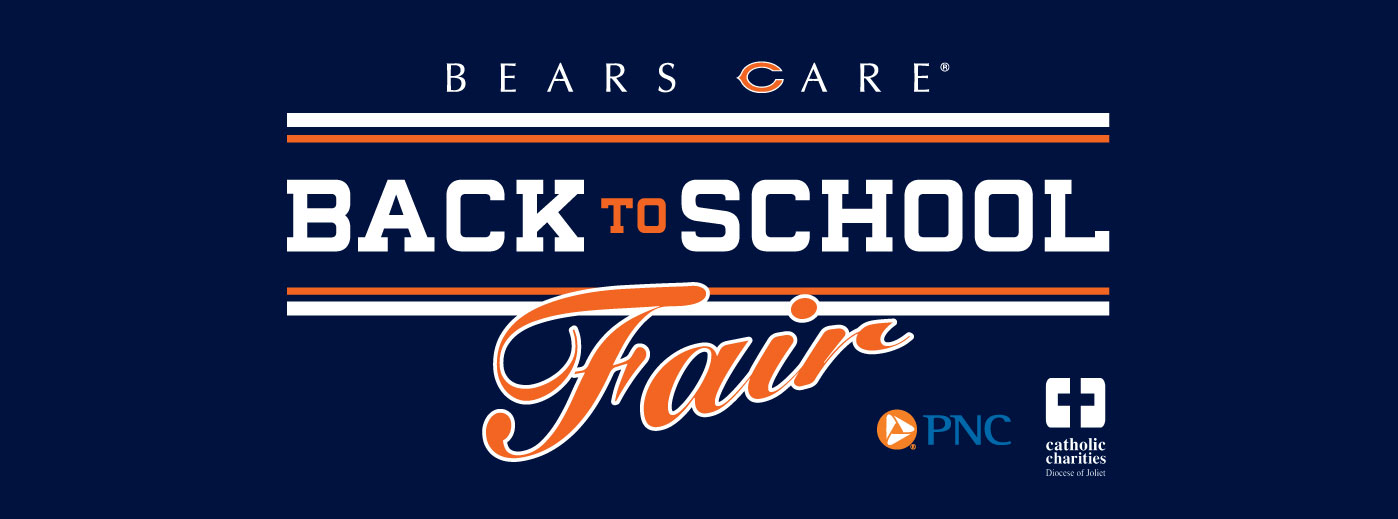 BEARS CARE®
BACK TO SCHOOL
Fair
PNC®
catholic
charities
Diocese of Joliet